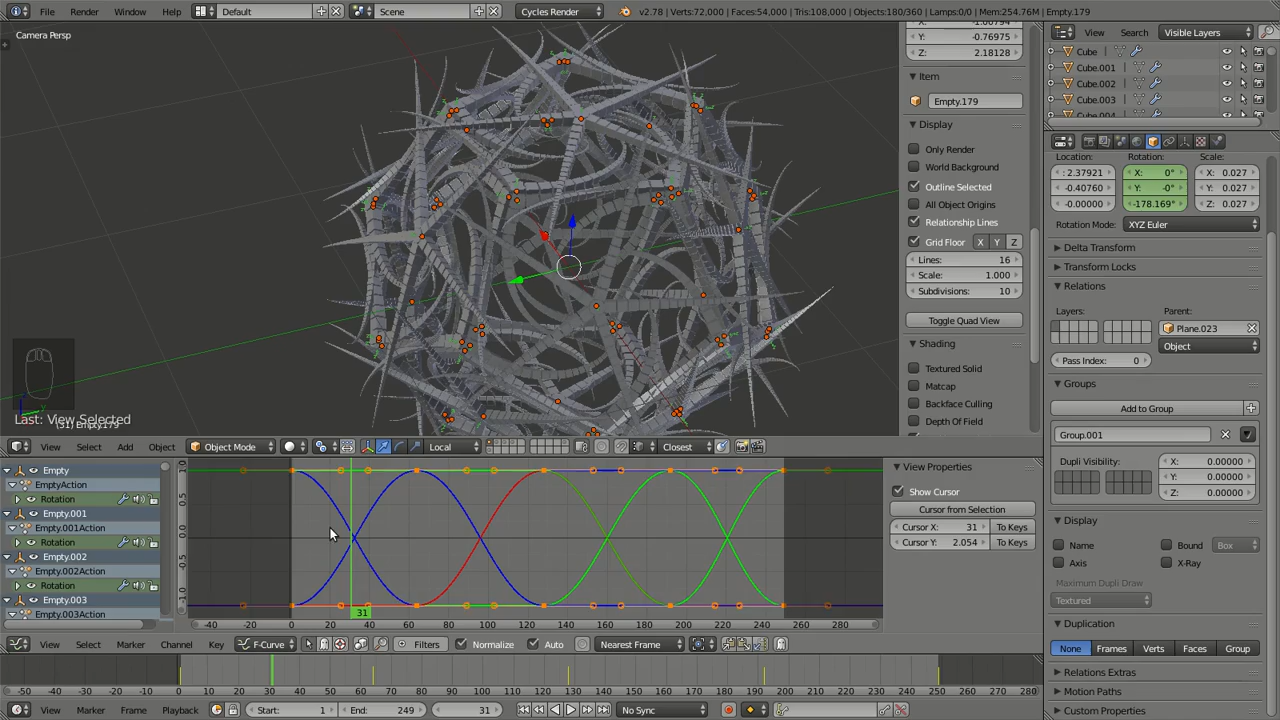 File Render Window Help Default Scene Cycles Render v2.78 | Verts:72,000 | Faces:54,000 | Tris:108,000 | Objects:180/360 | Mem:254.76M | Empty.179
Camera Persp
Last: View Selected
Y: -0.76975
Z: 2.18128
Item
Empty.179
Display
Only Render
World Background
Outline Selected
All Object Origins
Relationship Lines
Grid Floor X Y Z
Lines: 16
Scale: 1.000
Subdivisions: 10
Toggle Quad View
Shading
Textured Solid
Matcap
Backface Culling
Depth Of Field
View Search Visible Layers
Cube
Cube.001
Cube.002
Cube.003
Location: Rotation: Scale:
: 2.37921 X: 0° X: 0.027
-0.40760 Y: -0° Y: 0.027
-0.00000 -178.169° Z: 0.027
Rotation Mode: XYZ Euler
Delta Transform
Transform Locks
Relations
Layers: Parent:
Plane.023
Object
Pass Index: 0
Groups
Add to Group
Group.001
Dupli Visibility: X: 0.00000
Y: 0.00000
Z: 0.00000
Display
Name Bound Box
Axis X-Ray
Maximum Dupli Draw
Textured
Duplication
None Frames Verts Faces Group
Relations Extras
Motion Paths
Custom Properties
View Select Add Object Object Mode Local Closest
Empty
EmptyAction
Rotation
Empty.001
Empty.001Action
Rotation
Empty.002
Empty.002Action
Rotation
Empty.003
Empty.003Action
0.5
0.0
31
-40 -20 0 20 40 60 80 100 120 140 160 180 200 220 240 260 280
View Properties
Show Cursor
Cursor from Selection
Cursor X: 31 To Keys
Cursor Y: 2.054 To Keys
View Select Marker Channel Key F-Curve Filters Normalize Auto Nearest Frame
-50 -40 -30 -20 -10 0 10 20 30 40 50 60 70 80 90 100 110 120 130 140 150 160 170 180 190 200 210 220 230 240 250 260 270 280
View Marker Frame Playback Start: 1 End: 249 31 No Sync